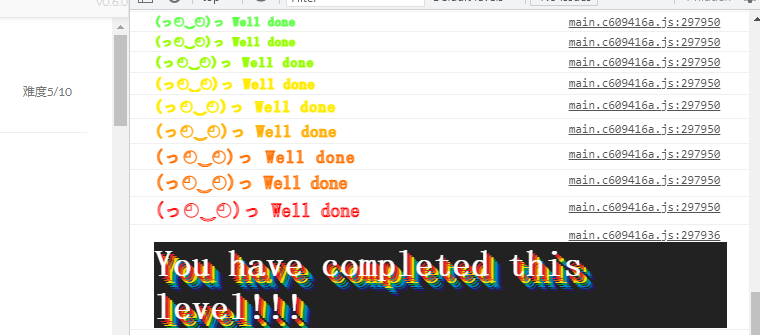 v0.6.0
top
Filter
Default levels
No Issues
(っ◴‿◴)っ Well done main.c609416a.js:297950
(っ◴‿◴)っ Well done main.c609416a.js:297950
(っ◴‿◴)っ Well done main.c609416a.js:297950
(っ◴‿◴)っ Well done main.c609416a.js:297950
难度5/10
(っ◴‿◴)っ Well done main.c609416a.js:297950
(っ◴‿◴)っ Well done main.c609416a.js:297950
(っ◴‿◴)っ Well done main.c609416a.js:297950
(っ◴‿◴)っ Well done main.c609416a.js:297950
(っ◴‿◴)っ Well done main.c609416a.js:297950
main.c609416a.js:297936
You have completed this
level!!!